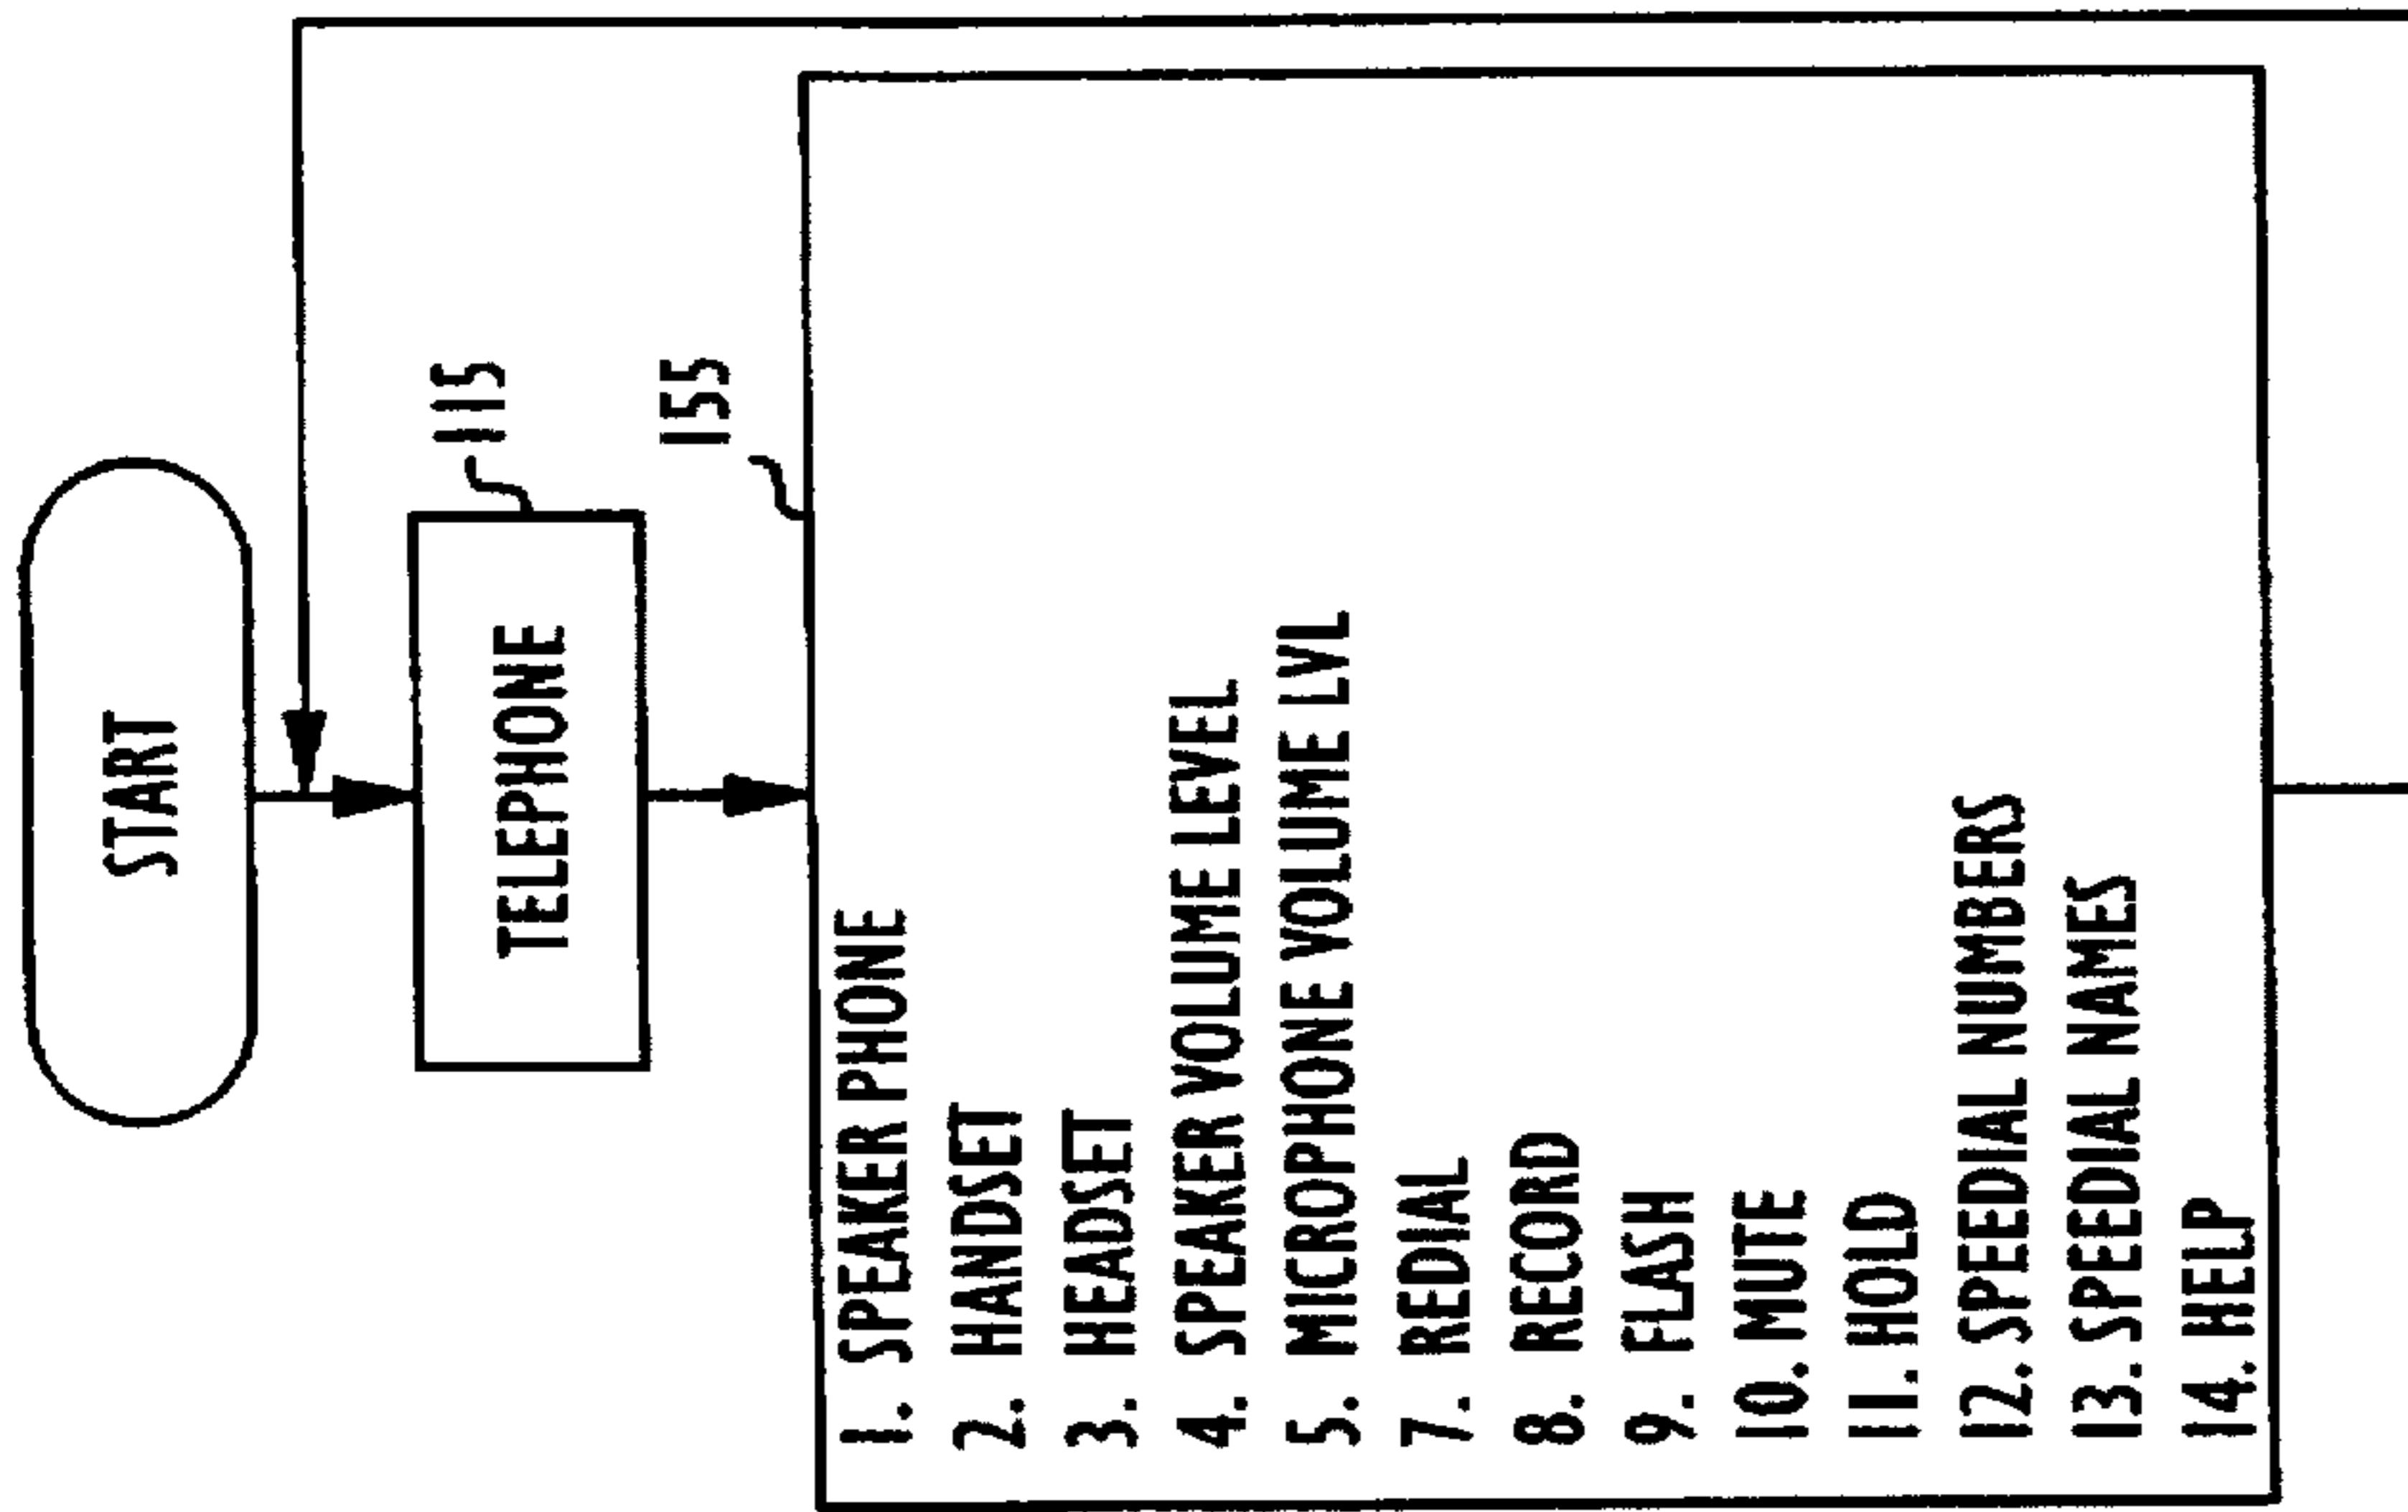 START
TELEPHONE
115
155
1. SPEAKER PHONE
2. HANDSET
3. HEADSET
4. SPEAKER VOLUME LEVEL
5. MICROPHONE VOLUME LVL
7. REDIAL
8. RECORD
9. FLASH
10. MUTE
11. HOLD
12. SPEEDIAL NUMBERS
13. SPEEDIAL NAMES
14. HELP